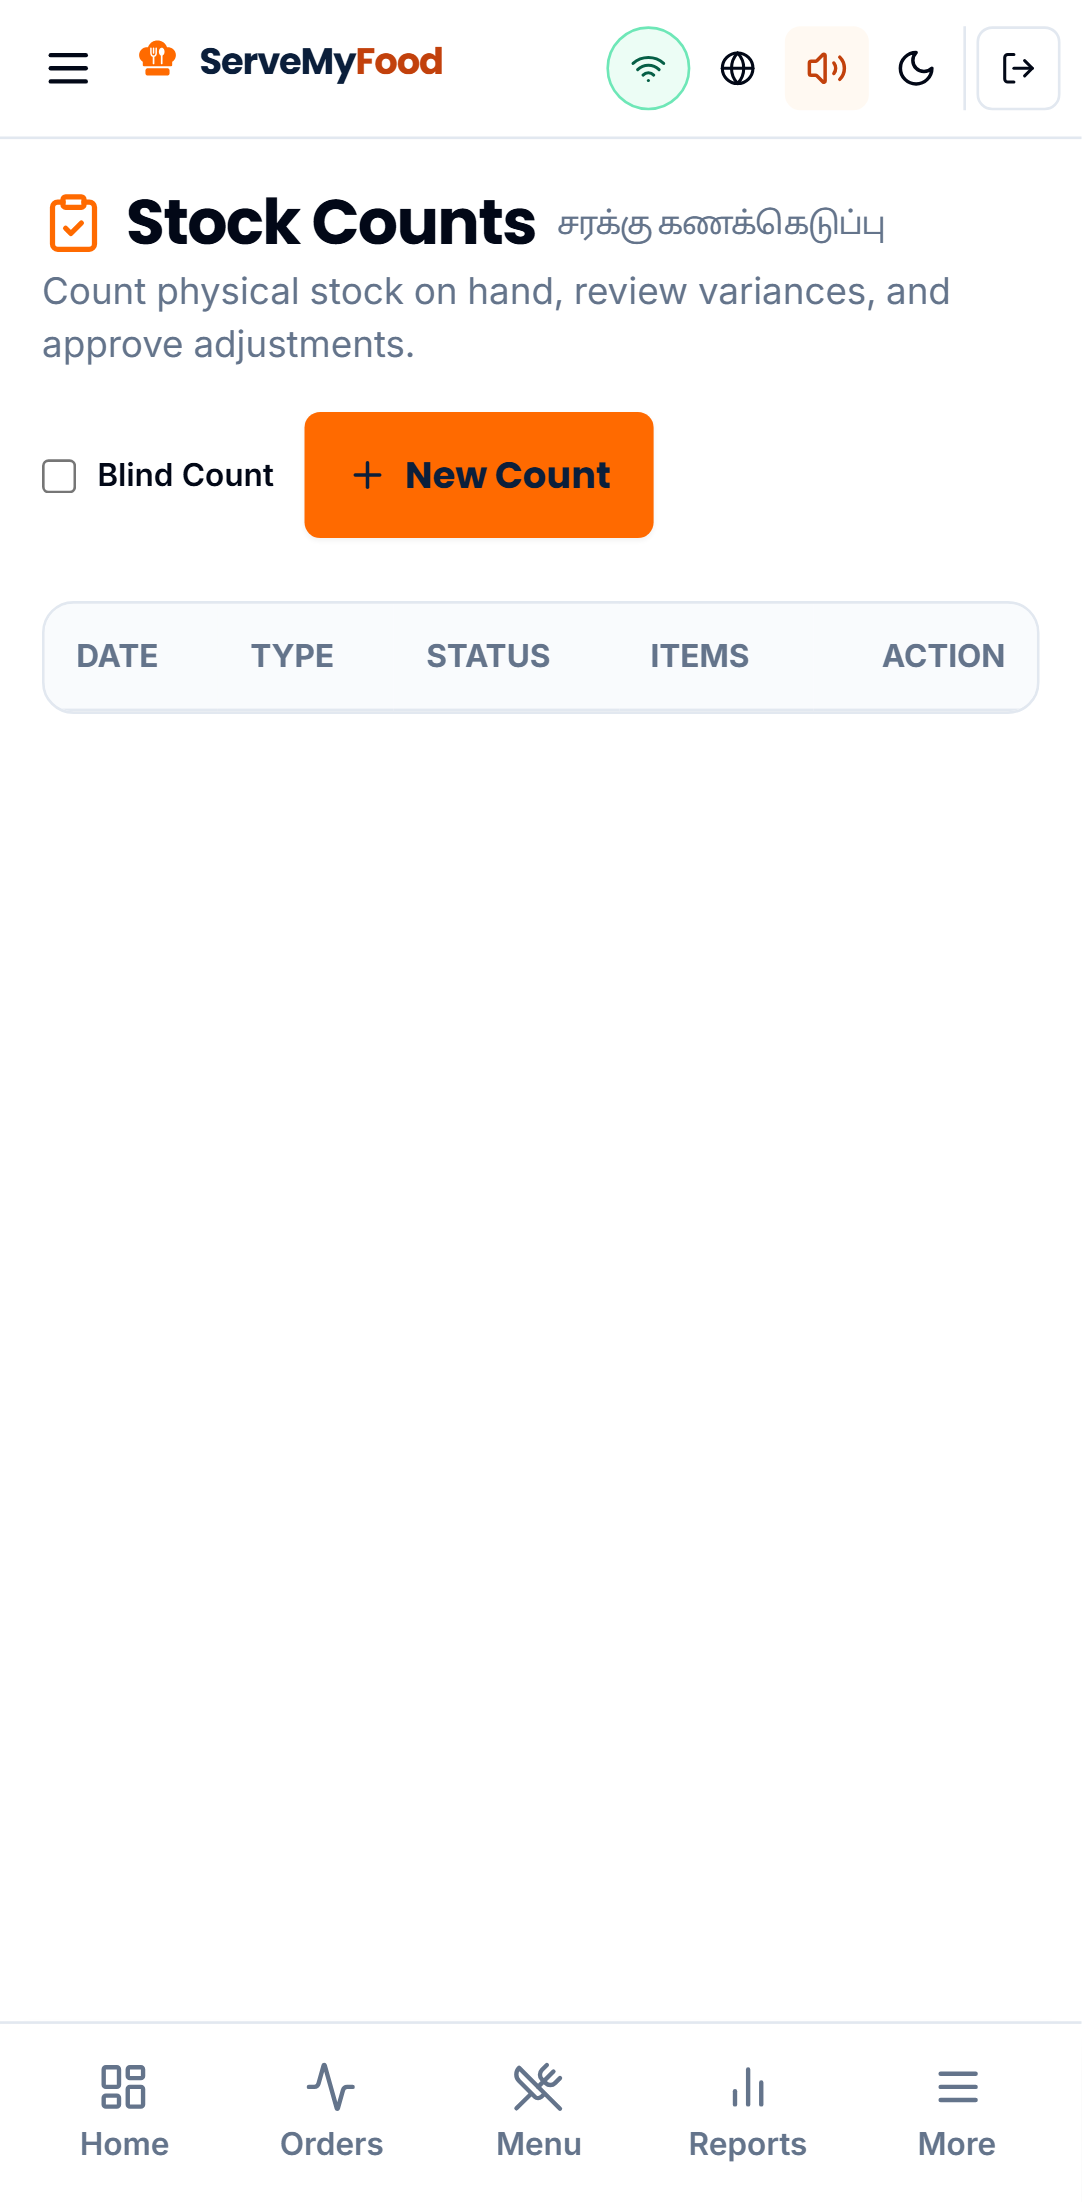 ServeMyFood
Stock Counts சரக்கு கணக்கெடுப்பு
Count physical stock on hand, review variances, and
approve adjustments.
Blind Count
New Count
DATE TYPE STATUS ITEMS ACTION
Home Orders Menu Reports More